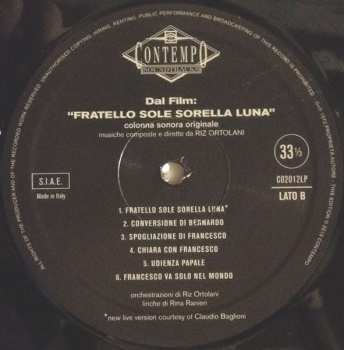 CONTEMPO
SOUNDTRACKS
Dal Film:
"FRATELLO SOLE SORELLA LUNA"
colonna sonora originale
musiche composte e dirette da RIZ ORTOLANI
33⅓
S.I.A.E.
Made in Italy
C02012LP
LATO B
1. FRATELLO SOLE SORELLA LUNA*
2. CONVERSIONE DI BERNARDO
3. SPOGLIAZIONE DI FRANCESCO
4. CHIARA CON FRANCESCO
5. UDIENZA PAPALE
6. FRANCESCO VA SOLO NEL MONDO
orchestrazioni di Riz Ortolani
liriche di Rina Ranieri
*new live version courtesy of Claudio Baglioni